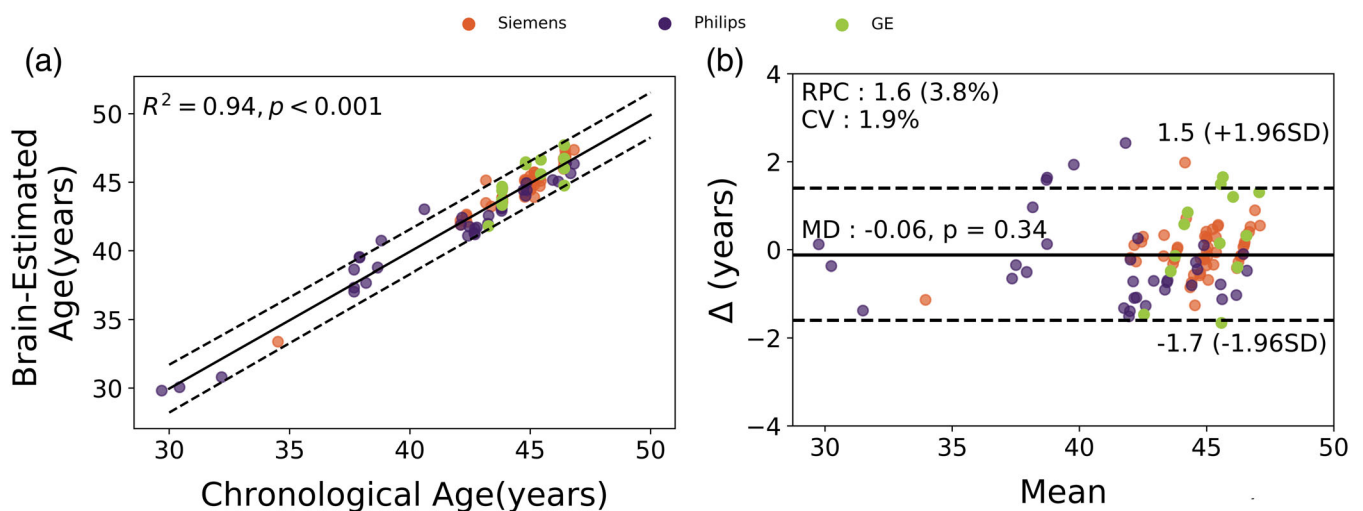 Siemens
Philips
GE
(a)
R² = 0.94, p < 0.001
50
45
40
35
30
Brain-Estimated
Age(years)
30 35 40 45 50
Chronological Age(years)
(b)
4
2
0
−2
−4
Δ (years)
RPC : 1.6 (3.8%)
CV : 1.9%
1.5 (+1.96SD)
MD : -0.06, p = 0.34
-1.7 (-1.96SD)
30 35 40 45 50
Mean